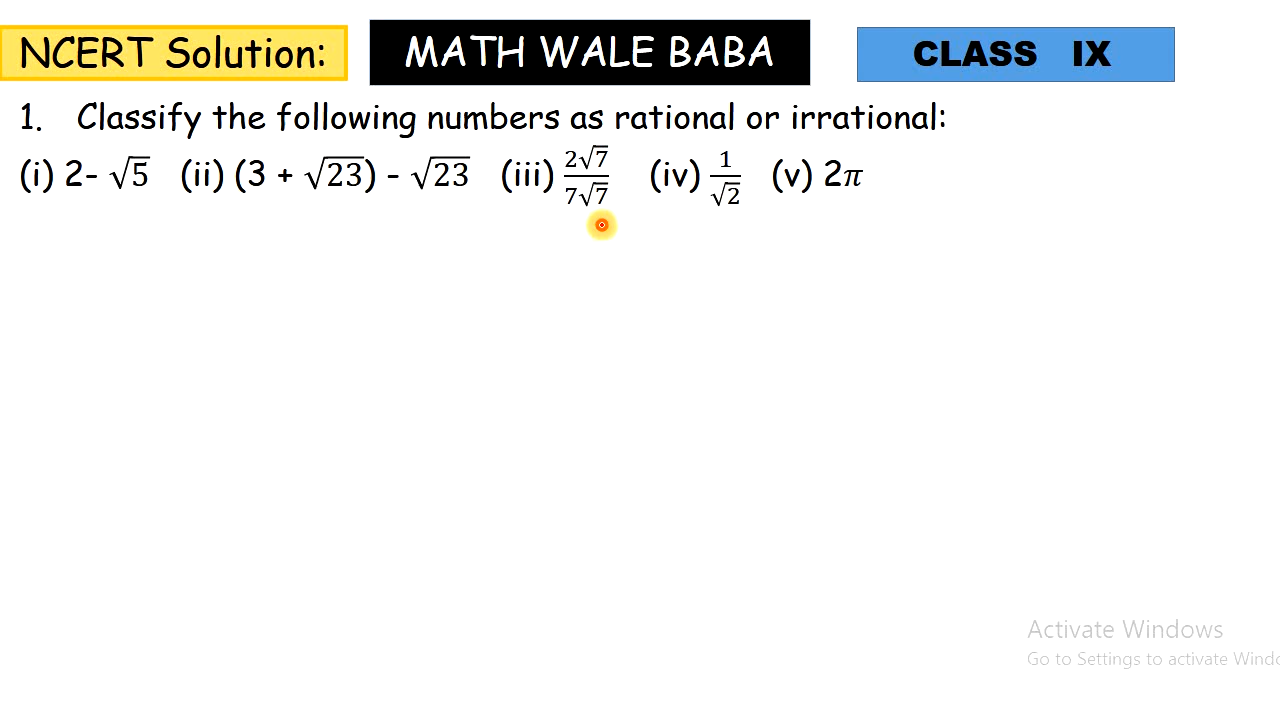 NCERT Solution: MATH WALE BABA CLASS IX
1. Classify the following numbers as rational or irrational:
(i) 2- √5 (ii) (3 + √23) - √23 (iii) 2√7/7√7 (iv) 1/√2 (v) 2π
Activate Windows
Go to Settings to activate Windo